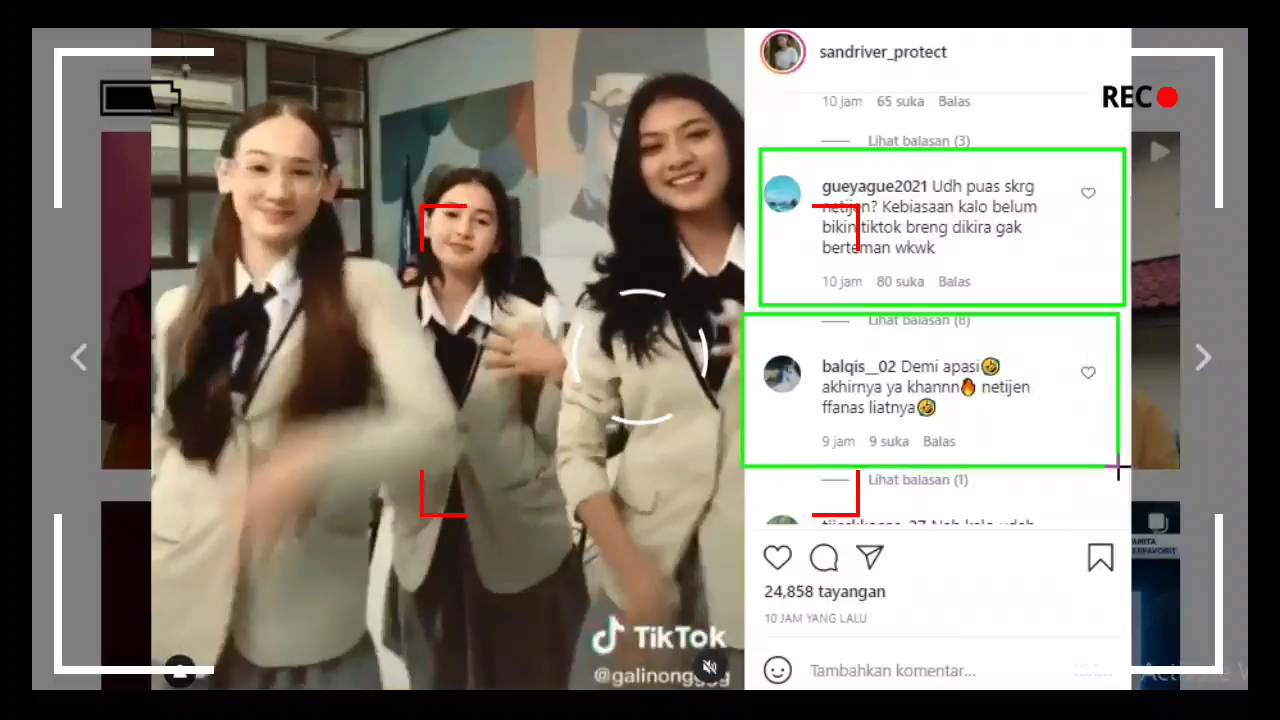 sandriver_protect
REC
10 jam 65 suka Balas
Lihat balasan (3)
gueyague2021 Udh puas skrg
netijen? Kebiasaan kalo belum
bikin tiktok breng dikira gak
berteman wkwk
10 jam 80 suka Balas
Lihat balasan (8)
balqis__02 Demi apasi🤣
akhirnya ya khannn🔥 netijen
ffanas liatnya🤣
9 jam 9 suka Balas
Lihat balasan (1)
24,858 tayangan
10 JAM YANG LALU
Tambahkan komentar...
TikTok